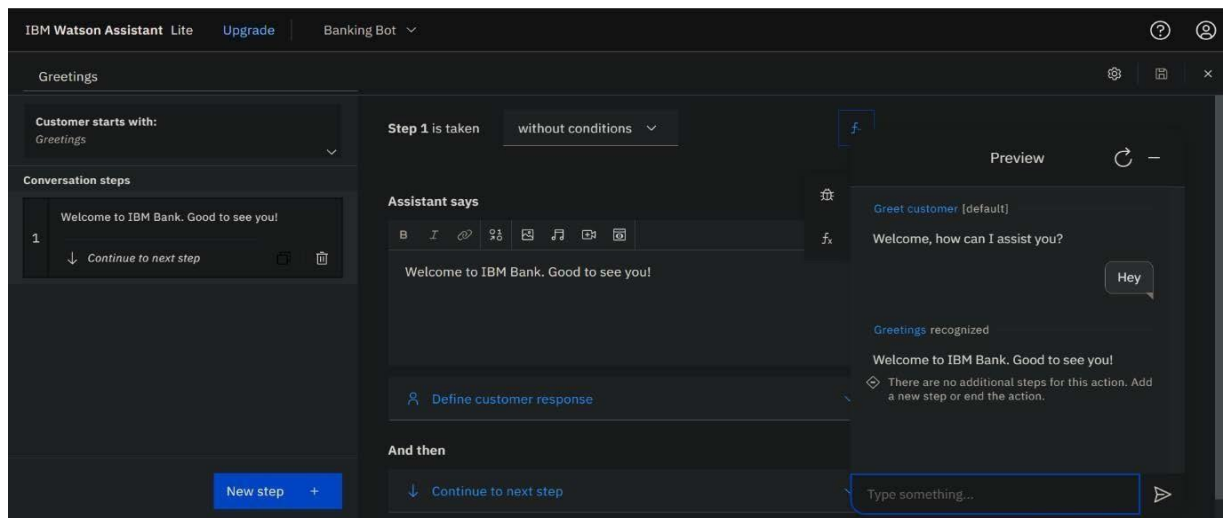 IBM Watson Assistant Lite Upgrade Banking Bot
Greetings
Customer starts with:
Greetings
Conversation steps
1
Welcome to IBM Bank. Good to see you!
Continue to next step
New step +
Step 1 is taken without conditions
Assistant says
B I
Welcome to IBM Bank. Good to see you!
Define customer response
And then
Continue to next step
fx
Preview
Greet customer [default]
Welcome, how can I assist you?
Hey
Greetings recognized
Welcome to IBM Bank. Good to see you!
There are no additional steps for this action. Add
a new step or end the action.
Type something...